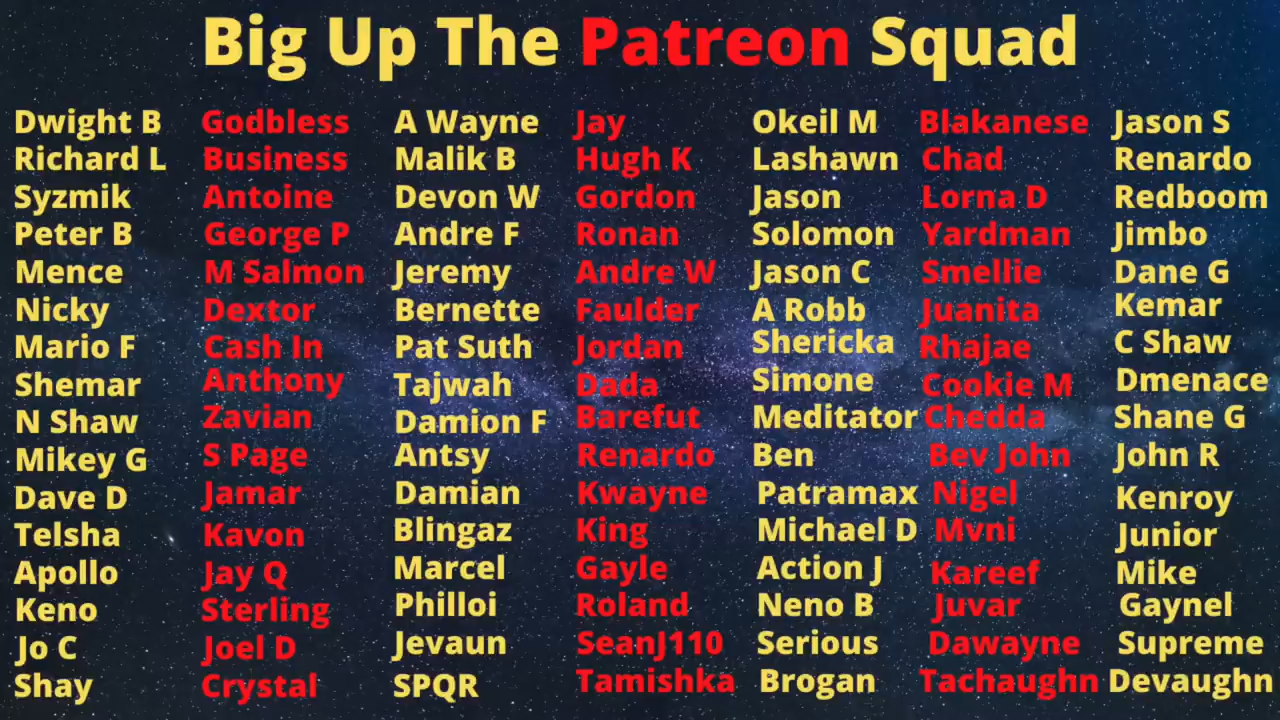 Big Up The Patreon Squad
Dwight B
Richard L
Syzmik
Peter B
Mence
Nicky
Mario F
Shemar
N Shaw
Mikey G
Dave D
Telsha
Apollo
Keno
Jo C
Shay
Godbless
Business
Antoine
George P
M Salmon
Dextor
Cash In
Anthony
Zavian
S Page
Jamar
Kavon
Jay Q
Sterling
Joel D
Crystal
A Wayne
Malik B
Devon W
Andre F
Jeremy
Bernette
Pat Suth
Tajwah
Damion F
Antsy
Damian
Blingaz
Marcel
Philloi
Jevaun
SPQR
Jay
Hugh K
Gordon
Ronan
Andre W
Faulder
Jordan
Dada
Barefut
Renardo
Kwayne
King
Gayle
Roland
SeanJ110
Tamishka
Okeil M
Lashawn
Jason
Solomon
Jason C
A Robb
Shericka
Simone
Meditator
Ben
Patramax
Michael D
Action J
Neno B
Serious
Brogan
Blakanese
Chad
Lorna D
Yardman
Smellie
Juanita
Rhajae
Cookie M
Chedda
Bev John
Nigel
Mvni
Kareef
Juvar
Dawayne
Tachaughn
Jason S
Renardo
Redboom
Jimbo
Dane G
Kemar
C Shaw
Dmenace
Shane G
John R
Kenroy
Junior
Mike
Gaynel
Supreme
Devaughn